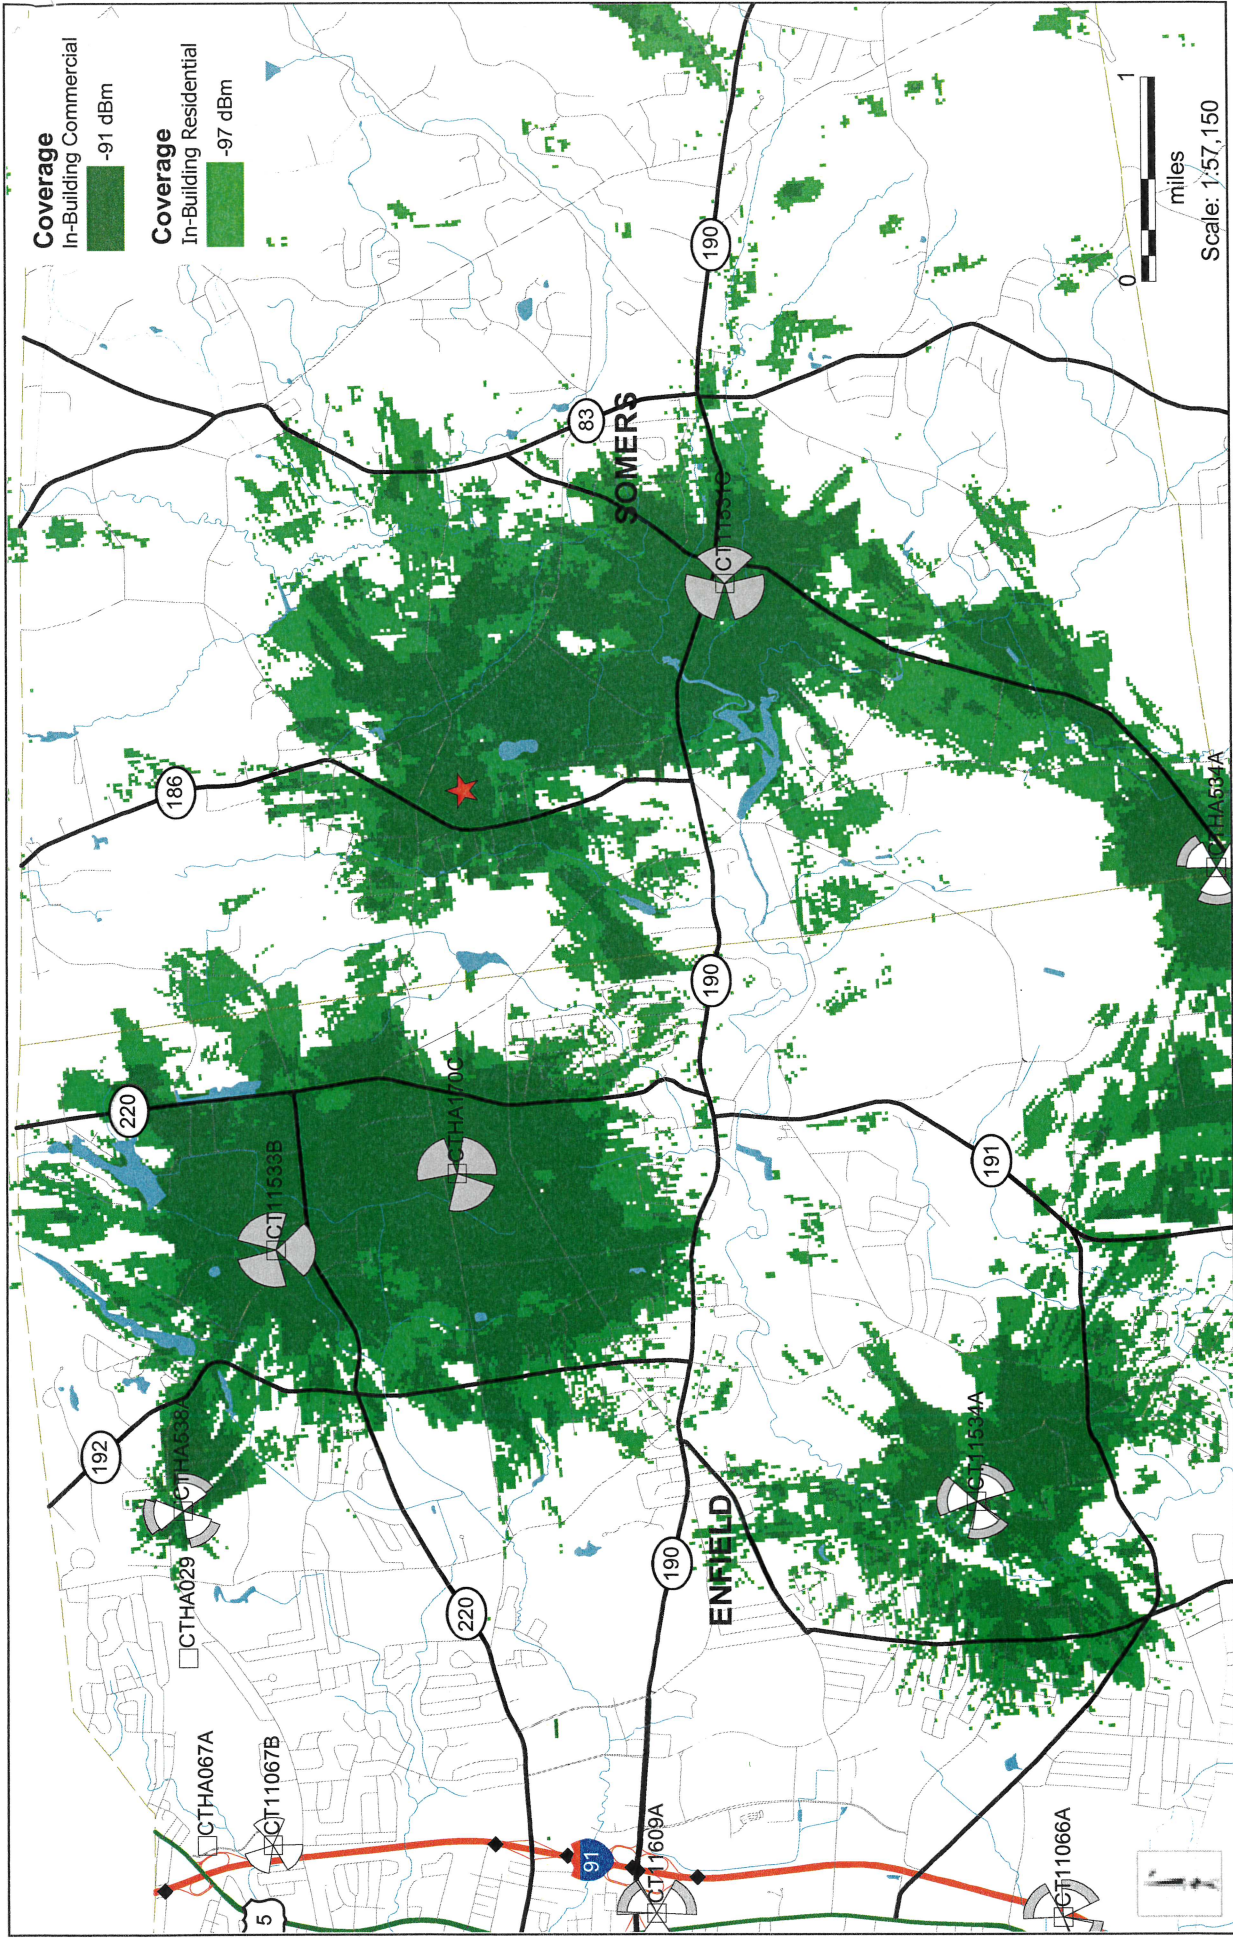 Coverage
In-Building Commercial
-91 dBm
Coverage
In-Building Residential
-97 dBm
190
83
SOMERS
CT11331C
186
CTHA534A
190
220
CTHA170C
CT11533B
191
192
CTHA538A
CT11534A
CTHA029
ENFIELD
190
220
CTHA067A
CT11067B
91
CT11609A
CT11066A
5
0
1
miles
Scale: 1:57,150